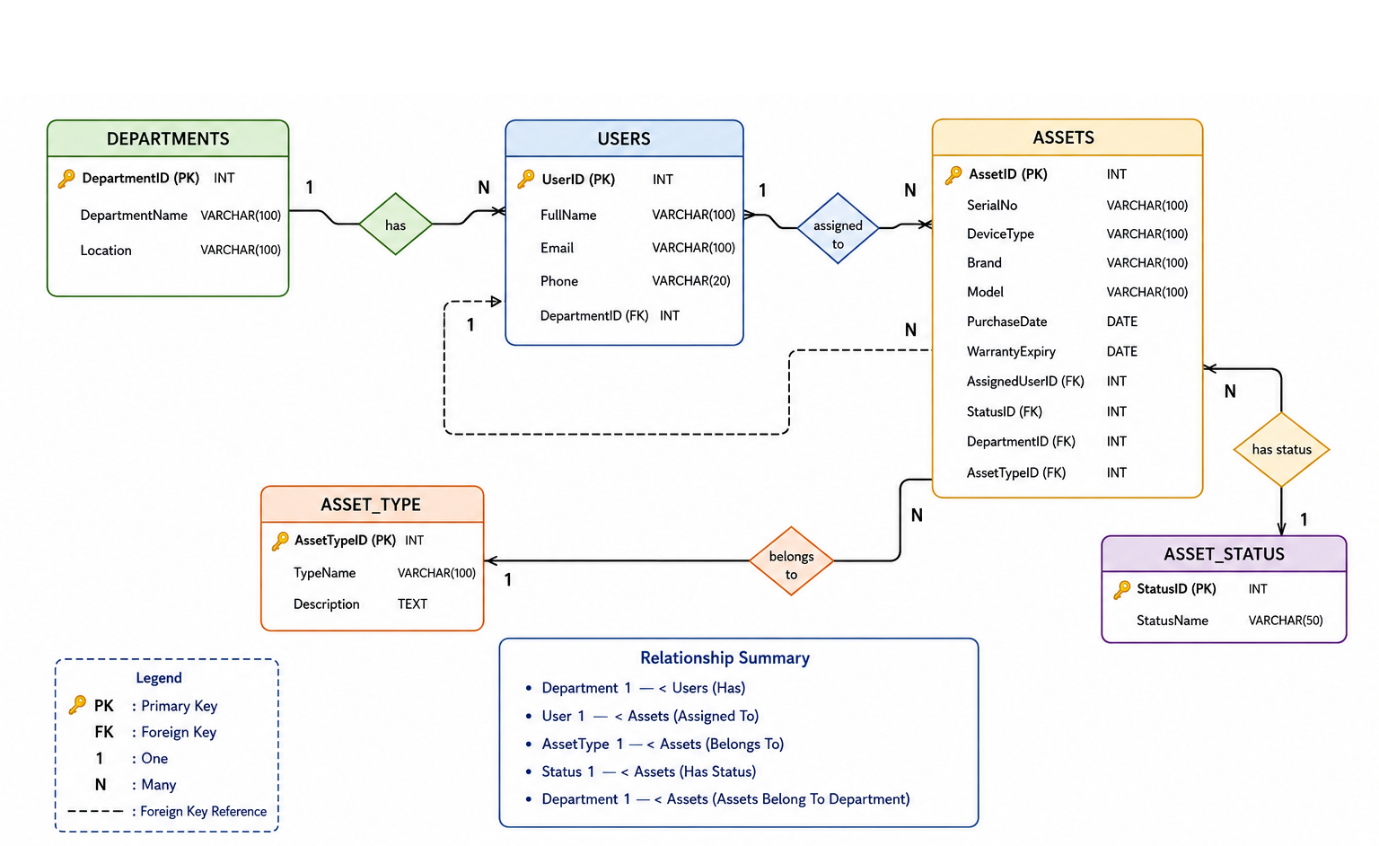 DEPARTMENTS
DepartmentID (PK) INT
DepartmentName VARCHAR(100)
Location VARCHAR(100)
1
has
N
USERS
UserID (PK) INT
FullName VARCHAR(100)
Email VARCHAR(100)
Phone VARCHAR(20)
DepartmentID (FK) INT
1
assigned
to
N
ASSETS
AssetID (PK) INT
SerialNo VARCHAR(100)
DeviceType VARCHAR(100)
Brand VARCHAR(100)
Model VARCHAR(100)
PurchaseDate DATE
WarrantyExpiry DATE
AssignedUserID (FK) INT
StatusID (FK) INT
DepartmentID (FK) INT
AssetTypeID (FK) INT
1
N
N
has status
1
ASSET_TYPE
AssetTypeID (PK) INT
TypeName VARCHAR(100)
Description TEXT
1
belongs
to
N
ASSET_STATUS
StatusID (PK) INT
StatusName VARCHAR(50)
Legend
PK : Primary Key
FK : Foreign Key
1 : One
N : Many
: Foreign Key Reference
Relationship Summary
• Department 1 — < Users (Has)
• User 1 — < Assets (Assigned To)
• AssetType 1 — < Assets (Belongs To)
• Status 1 — < Assets (Has Status)
• Department 1 — < Assets (Assets Belong To Department)